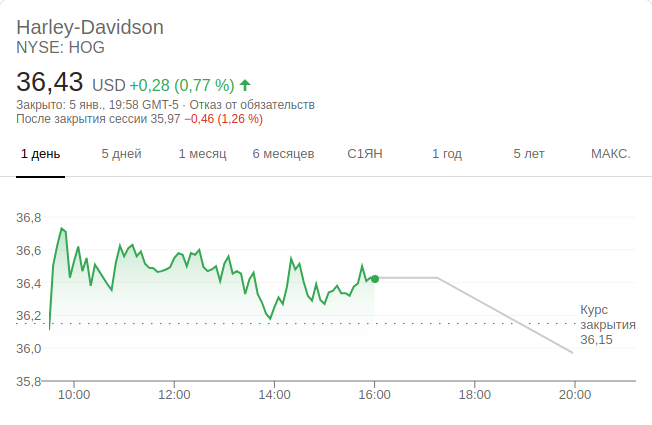 Harley-Davidson
NYSE: HOG
36,43 USD +0,28 (0,77 %)
Закрыто: 5 янв., 19:58 GMT-5 · Отказ от обязательств
После закрытия сессии 35,97 −0,46 (1,26 %)
1 день 5 дней 1 месяц 6 месяцев С1ЯН 1 год 5 лет МАКС.
36,8
36,6
36,4
36,2
36,0
35,8
Курс
закрытия
36,15
10:00 12:00 14:00 16:00 18:00 20:00